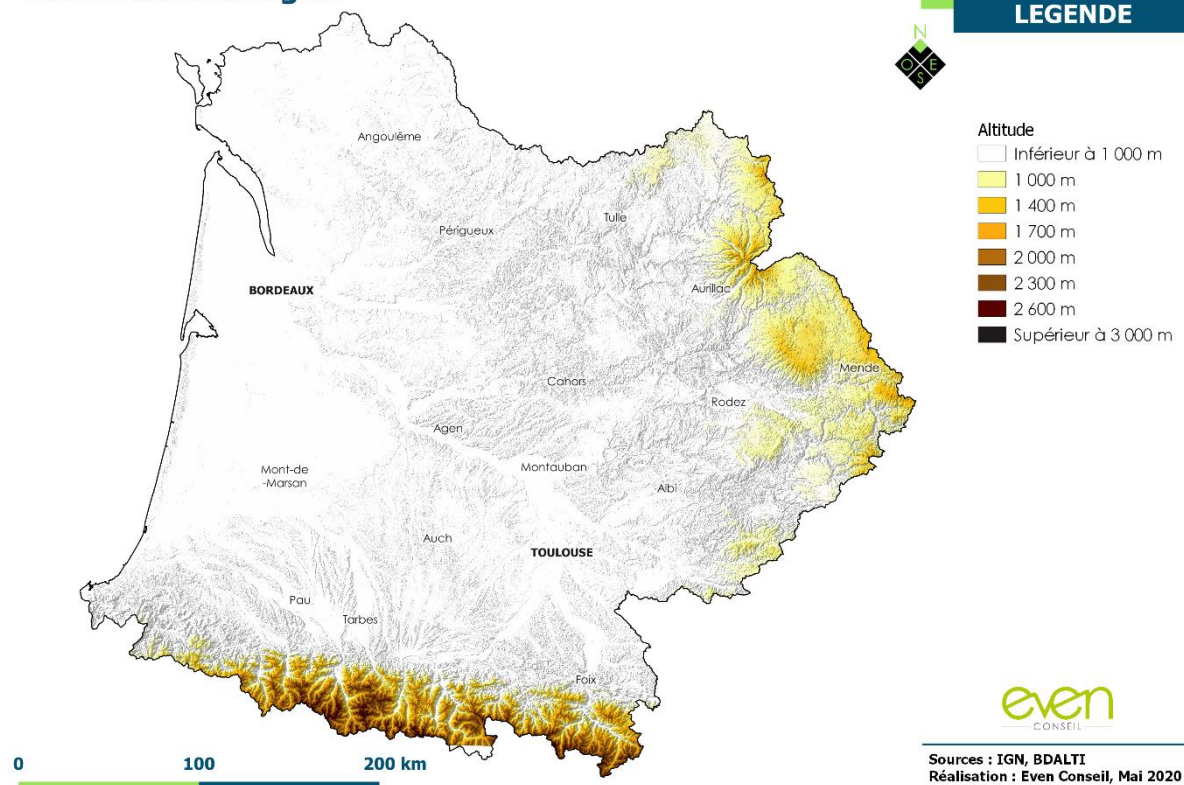 LEGENDE
N
O E
S
Altitude
Inférieur à 1 000 m
1 000 m
1 400 m
1 700 m
2 000 m
2 300 m
2 600 m
Supérieur à 3 000 m
Angoulême
Tulle
Périgueux
BORDEAUX
Aurillac
Mende
Cahors
Rodez
Agen
Montauban
Mont-de
-Marsan
Albi
Auch
TOULOUSE
Pau
Tarbes
Foix
0 100 200 km
even
CONSEIL
Sources : IGN, BDALTI
Réalisation : Even Conseil, Mai 2020